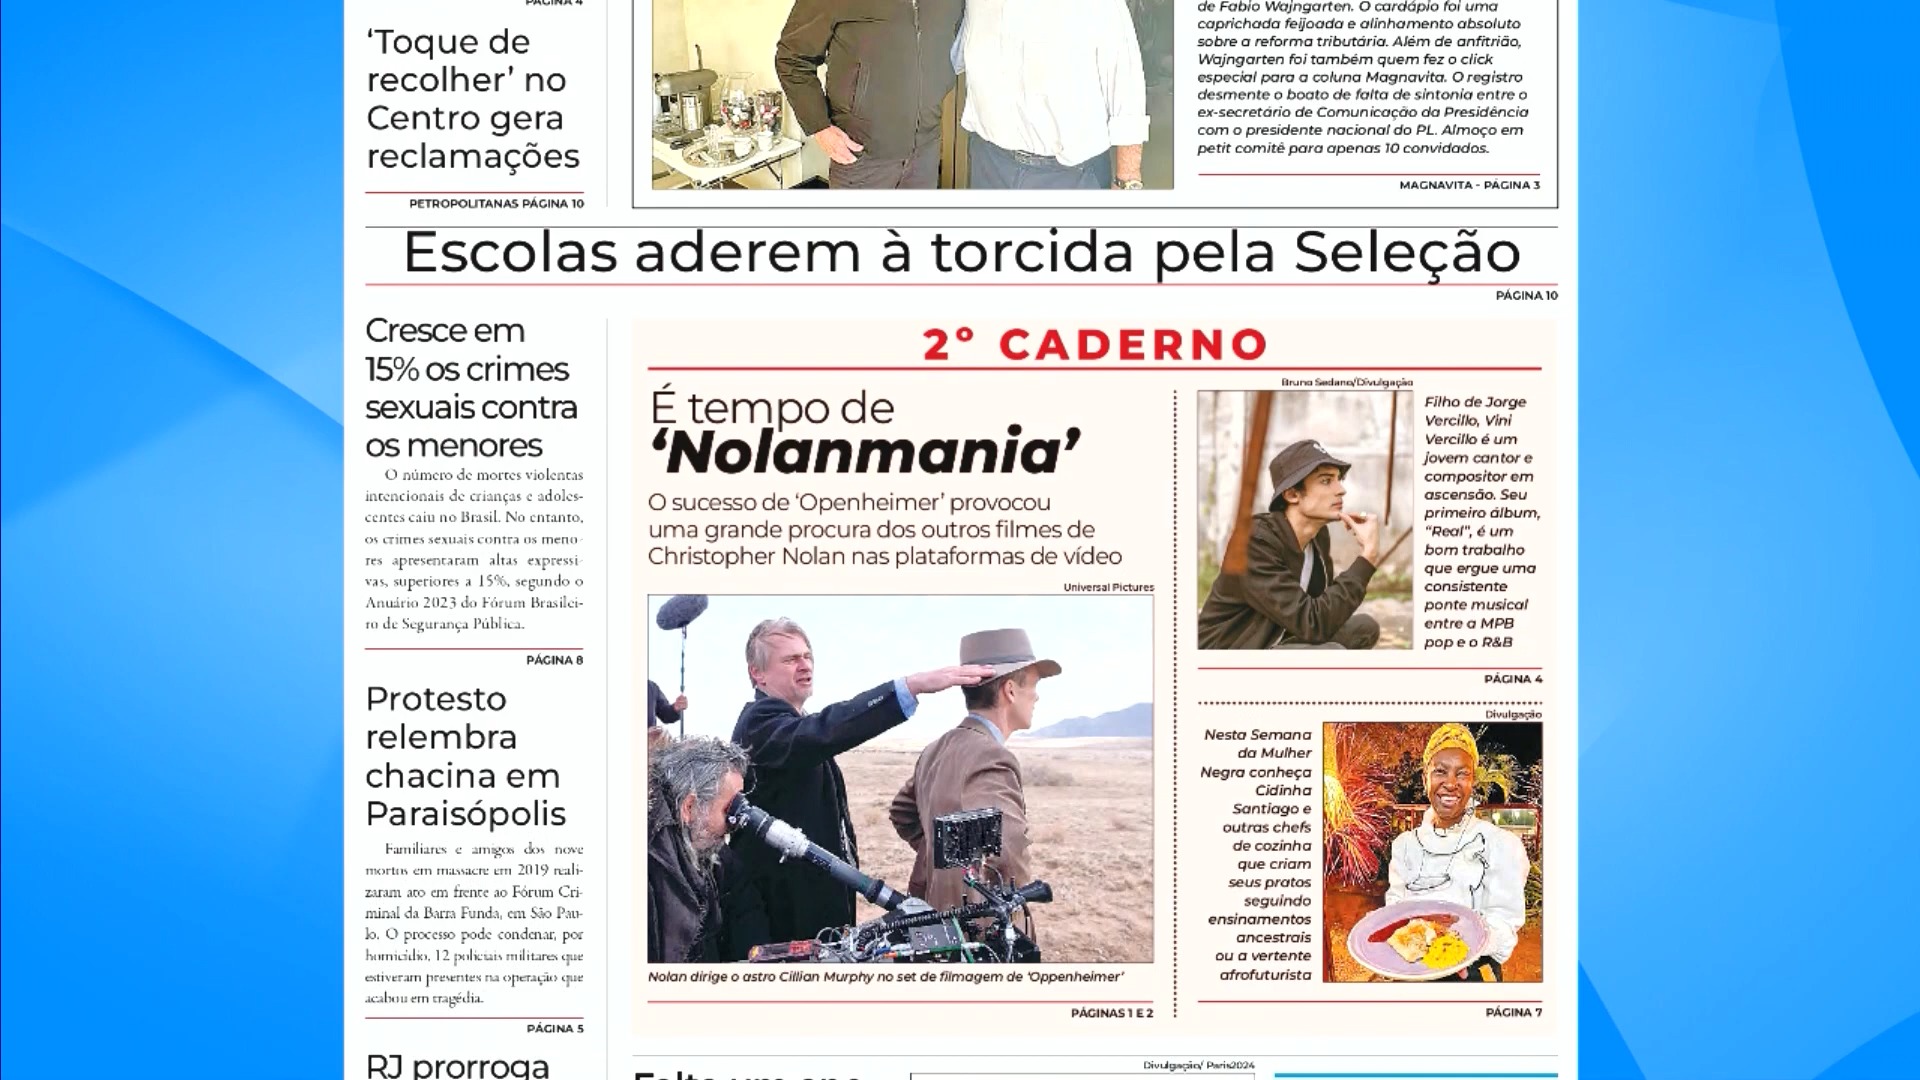 PÁGINA 4
‘Toque de
recolher’ no
Centro gera
reclamações
PETROPOLITANAS PÁGINA 10
de Fabio Wajngarten. O cardápio foi uma
caprichada feijoada e alinhamento absoluto
sobre a reforma tributária. Além de anfitrião,
Wajngarten foi também quem fez o click
especial para a coluna Magnavita. O registro
desmente o boato de falta de sintonia entre o
ex-secretário de Comunicação da Presidência
com o presidente nacional do PL. Almoço em
petit comitê para apenas 10 convidados.
MAGNAVITA - PÁGINA 3
Escolas aderem à torcida pela Seleção
PÁGINA 10
Cresce em
15% os crimes
sexuais contra
os menores
O número de mortes violentas
intencionais de crianças e adoles-
centes caiu no Brasil. No entanto,
os crimes sexuais contra os meno-
res apresentaram altas expressi-
vas, superiores a 15%, segundo o
Anuário 2023 do Fórum Brasilei-
ro de Segurança Pública.
PÁGINA 8
Protesto
relembra
chacina em
Paraisópolis
Familiares e amigos dos nove
mortos em massacre em 2019 reali-
zaram ato em frente ao Fórum Cri-
minal da Barra Funda, em São Pau-
lo. O processo pode condenar, por
homicídio, 12 policiais militares que
estiveram presentes na operação que
acabou em tragédia.
PÁGINA 5
RJ prorroga
2º CADERNO
É tempo de
‘Nolanmania’
O sucesso de ‘Openheimer’ provocou
uma grande procura dos outros filmes de
Christopher Nolan nas plataformas de vídeo
Universal Pictures
Nolan dirige o astro Cillian Murphy no set de filmagem de ‘Oppenheimer’
PÁGINAS 1 E 2
Bruno Sedano/Divulgação
Filho de Jorge
Vercillo, Vini
Vercillo é um
jovem cantor e
compositor em
ascensão. Seu
primeiro álbum,
“Real”, é um
bom trabalho
que ergue uma
consistente
ponte musical
entre a MPB
pop e o R&B
PÁGINA 4
Divulgação
Nesta Semana
da Mulher
Negra conheça
Cidinha
Santiago e
outras chefs
de cozinha
que criam
seus pratos
seguindo
ensinamentos
ancestrais
ou a vertente
afrofuturista
PÁGINA 7
Divulgação/ Paris2024
Falta um ano